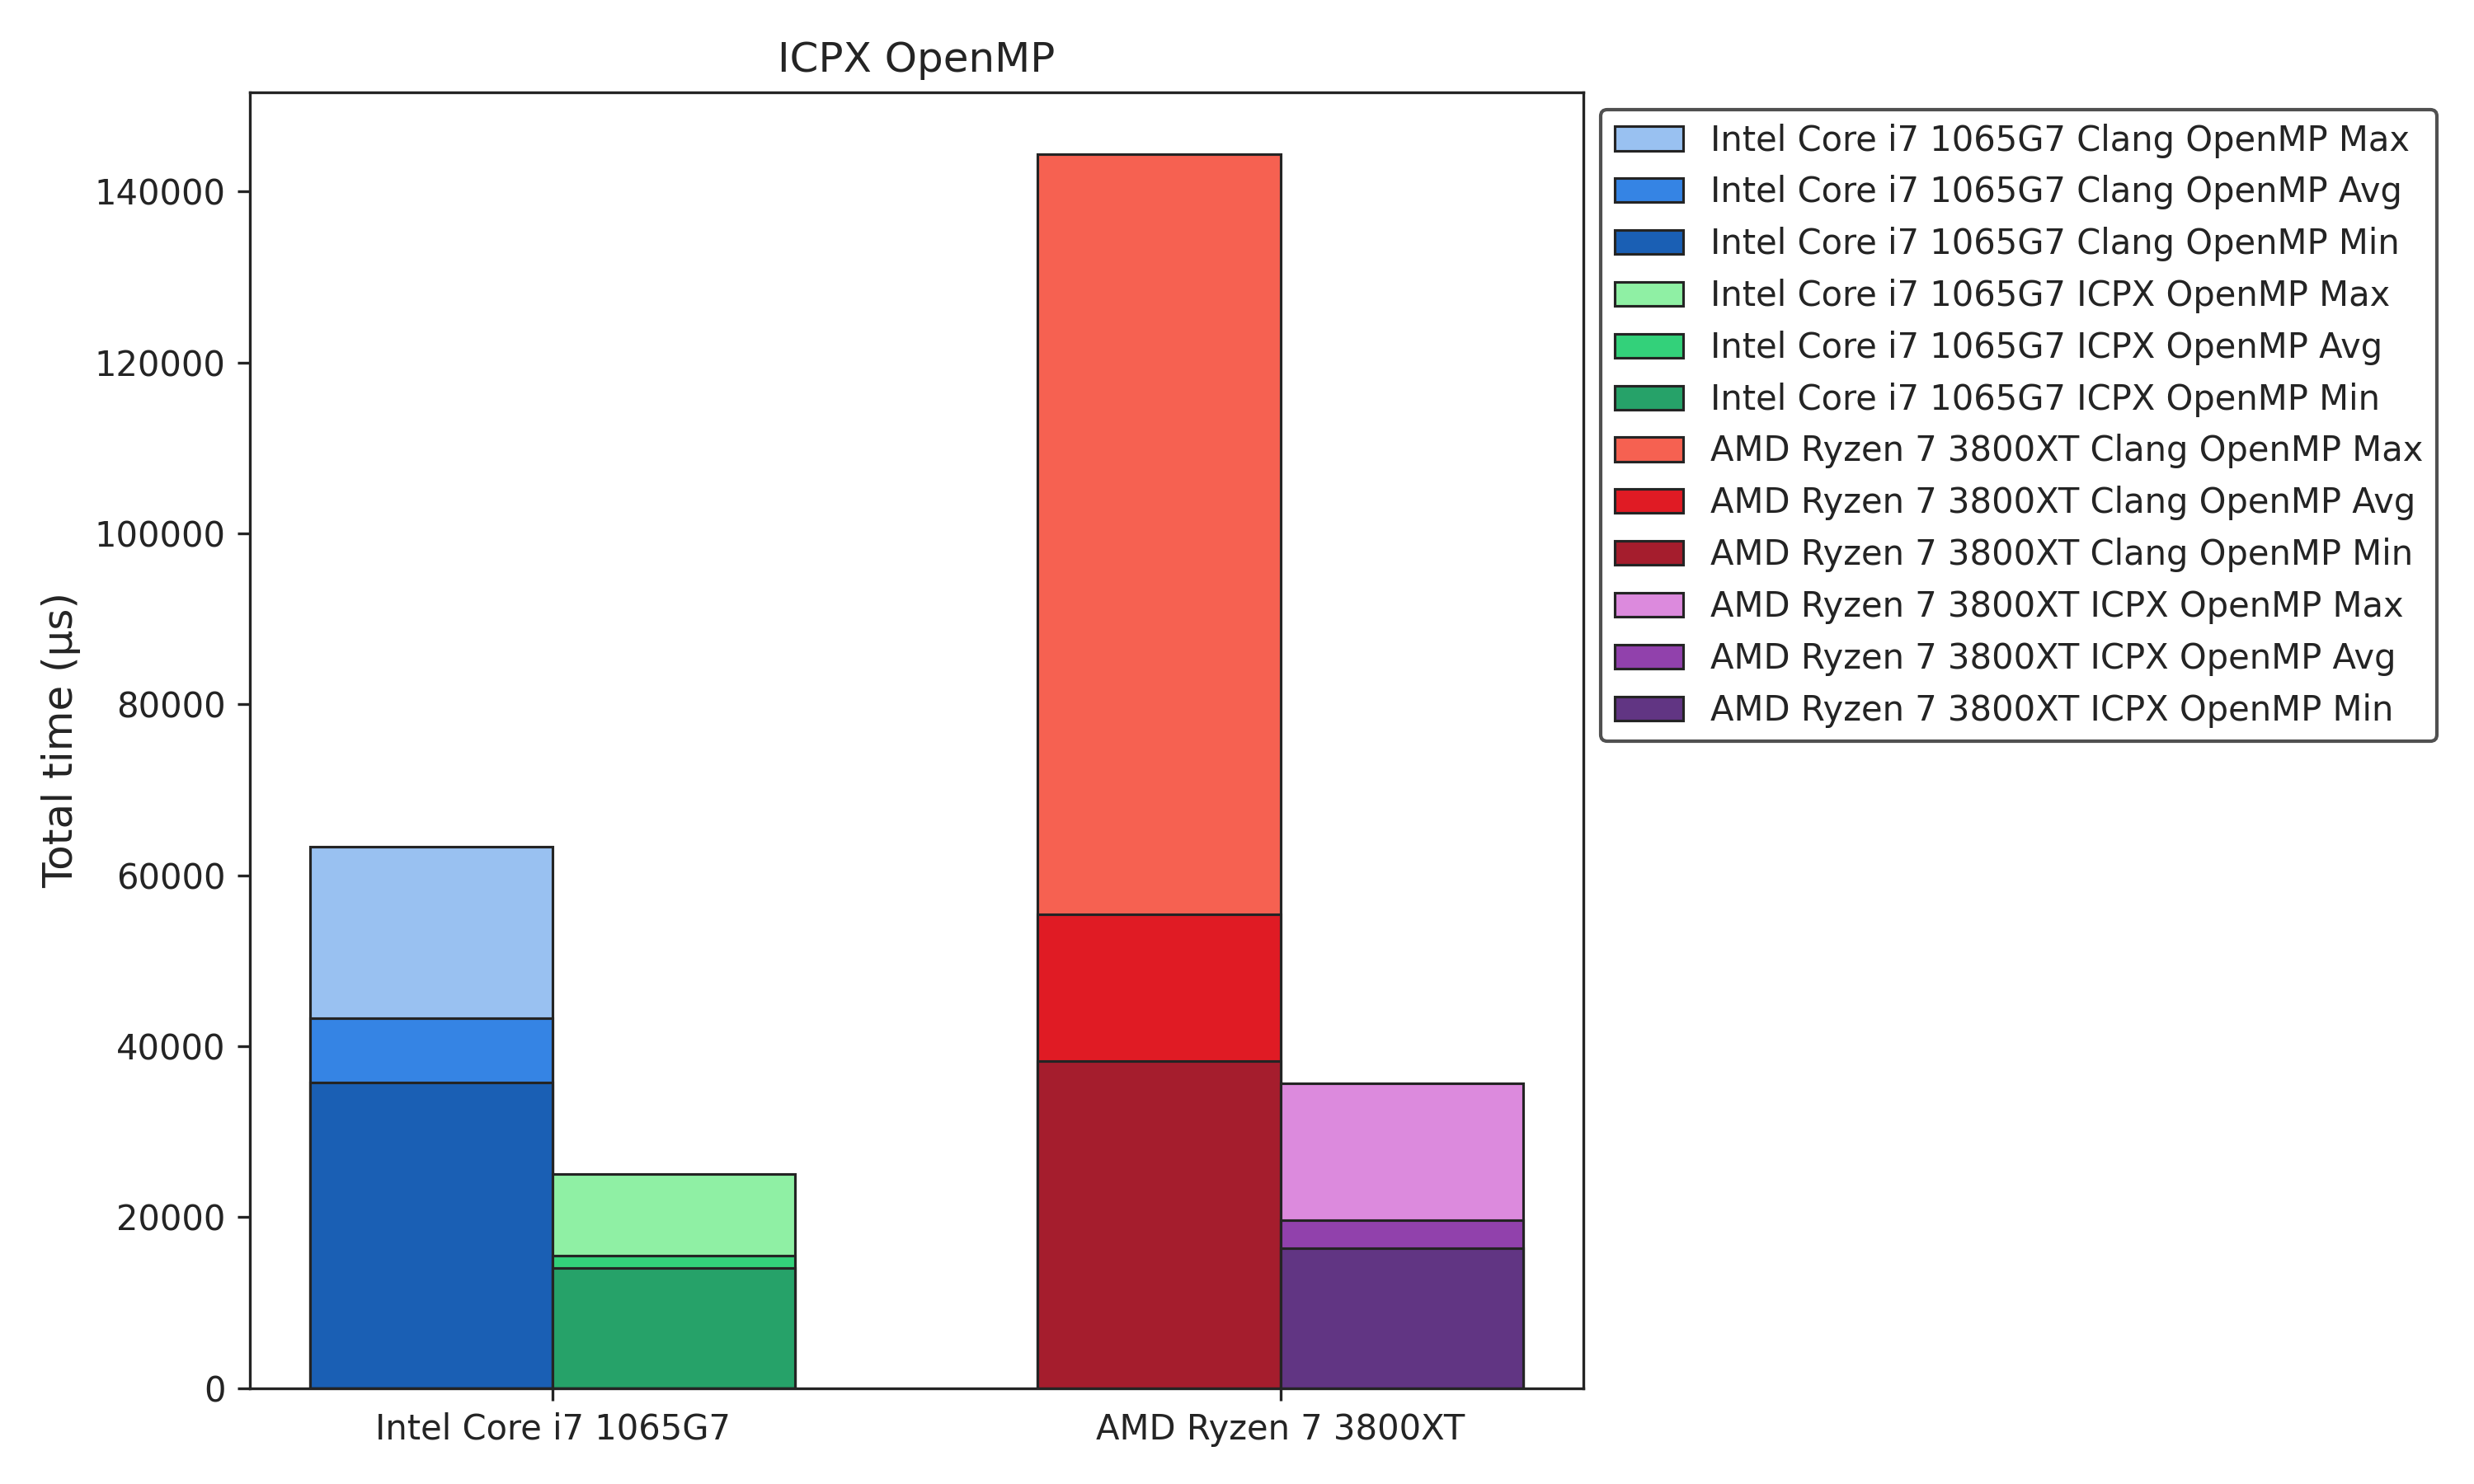 ICPX OpenMP
Total time (µs)
140000
120000
100000
80000
60000
40000
20000
0
Intel Core i7 1065G7
AMD Ryzen 7 3800XT
Intel Core i7 1065G7 Clang OpenMP Max
Intel Core i7 1065G7 Clang OpenMP Avg
Intel Core i7 1065G7 Clang OpenMP Min
Intel Core i7 1065G7 ICPX OpenMP Max
Intel Core i7 1065G7 ICPX OpenMP Avg
Intel Core i7 1065G7 ICPX OpenMP Min
AMD Ryzen 7 3800XT Clang OpenMP Max
AMD Ryzen 7 3800XT Clang OpenMP Avg
AMD Ryzen 7 3800XT Clang OpenMP Min
AMD Ryzen 7 3800XT ICPX OpenMP Max
AMD Ryzen 7 3800XT ICPX OpenMP Avg
AMD Ryzen 7 3800XT ICPX OpenMP Min